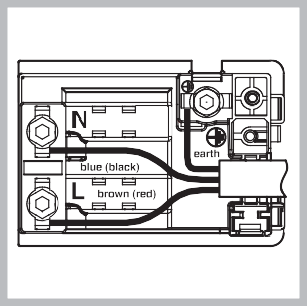 N
earth
blue (black)
L
brown (red)